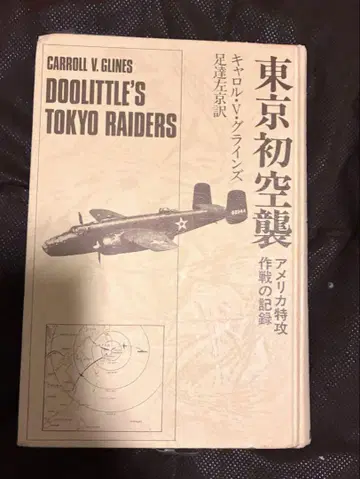 CARROLL V. GLINES
DOOLITTLE'S
TOKYO RAIDERS
東京初空襲
アメリカ特攻
作戦の記録
キャロル・V・グラインズ
足達左京訳